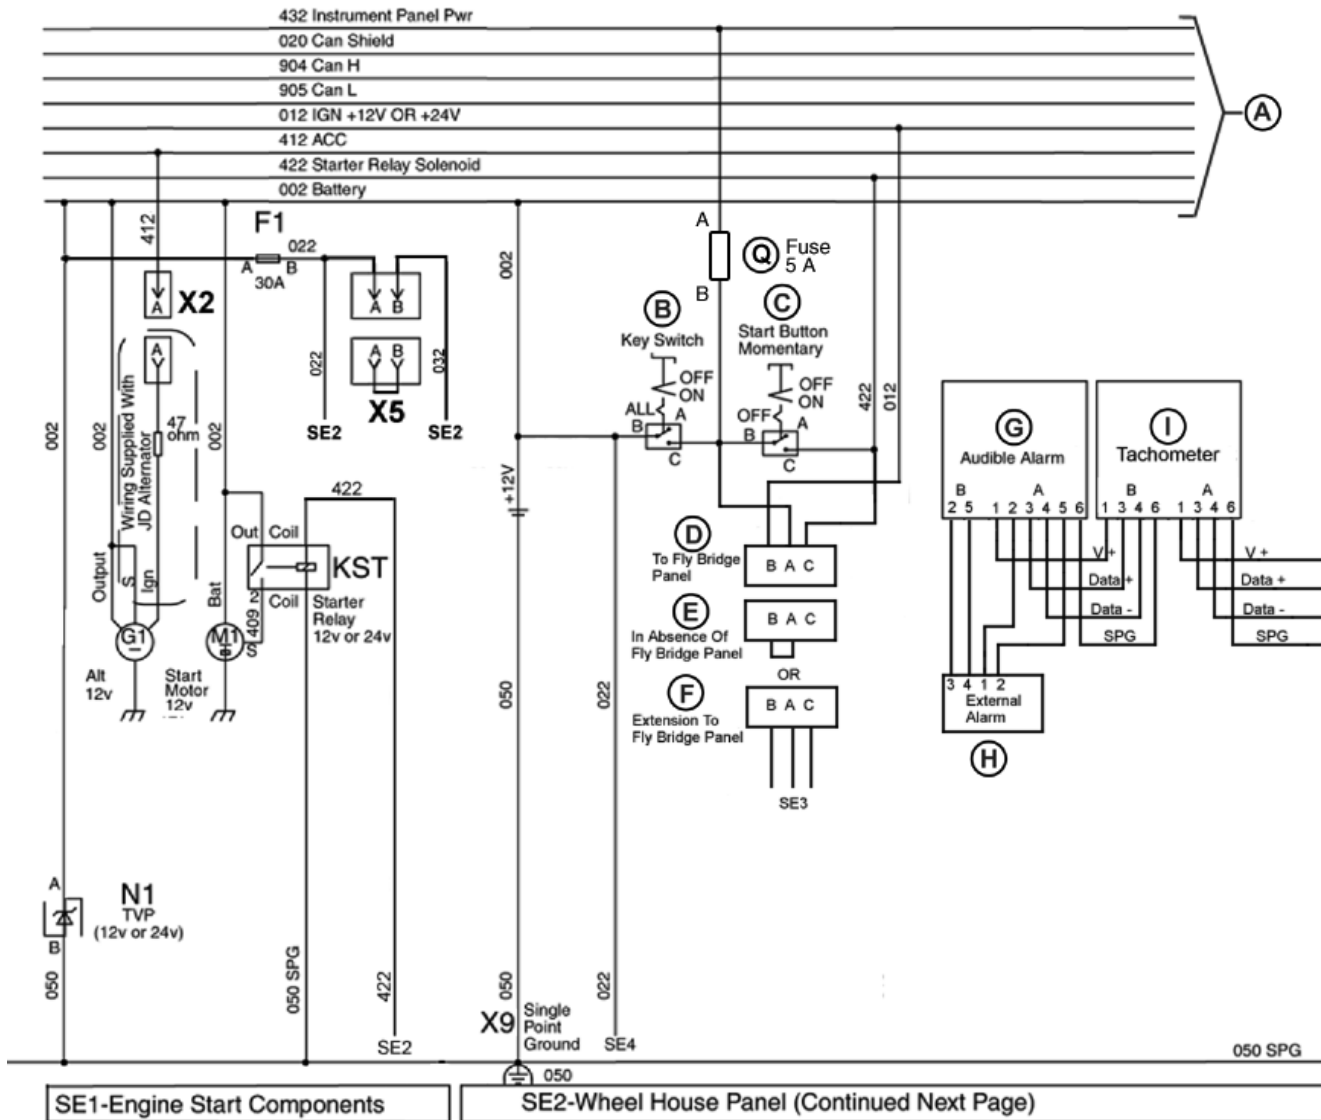 432 Instrument Panel Pwr
020 Can Shield
904 Can H
905 Can L
012 IGN +12V OR +24V
412 ACC
422 Starter Relay Solenoid
002 Battery
A
412
F1
022
A B
30A
X2
A
A
A B
A B
X5
022
032
SE2
SE2
002
002
002
Wiring Supplied With
JD Alternator
47
ohm
Output
S
Ign
Bat
422
Out Coil
KST
2 Coil
409
S
Starter
Relay
12v or 24v
G1
M1
Alt
12v
Start
Motor
12v
A
N1
TVP
(12v or 24v)
B
050
050 SPG
422
SE2
002
+12V
050
050
X9
Single
Point
Ground
022
022
SE4
050
050 SPG
A
Q
Fuse
5 A
B
B
Key Switch
OFF
ON
ALL
A
B
C
C
Start Button
Momentary
OFF
ON
OFF
A
B
C
422
012
D
To Fly Bridge
Panel
B A C
E
In Absence Of
Fly Bridge Panel
B A C
OR
F
Extension To
Fly Bridge Panel
B A C
SE3
G
Audible Alarm
B A
2 5 1 2 3 4 5 6
I
Tachometer
B A
1 3 4 6 1 3 4 6
V +
Data +
Data -
SPG
V +
Data +
Data -
SPG
3 4 1 2
External
Alarm
H
SE1-Engine Start Components
SE2-Wheel House Panel (Continued Next Page)